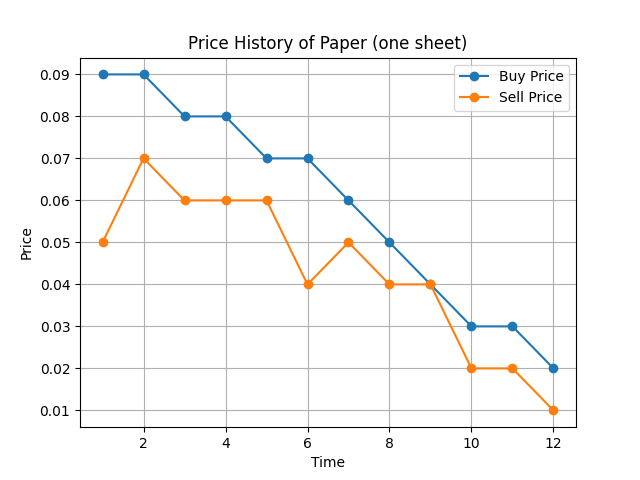 Price History of Paper (one sheet)
Buy Price
Sell Price
0.09
0.08
0.07
0.06
0.05
0.04
0.03
0.02
0.01
Price
2 4 6 8 10 12
Time